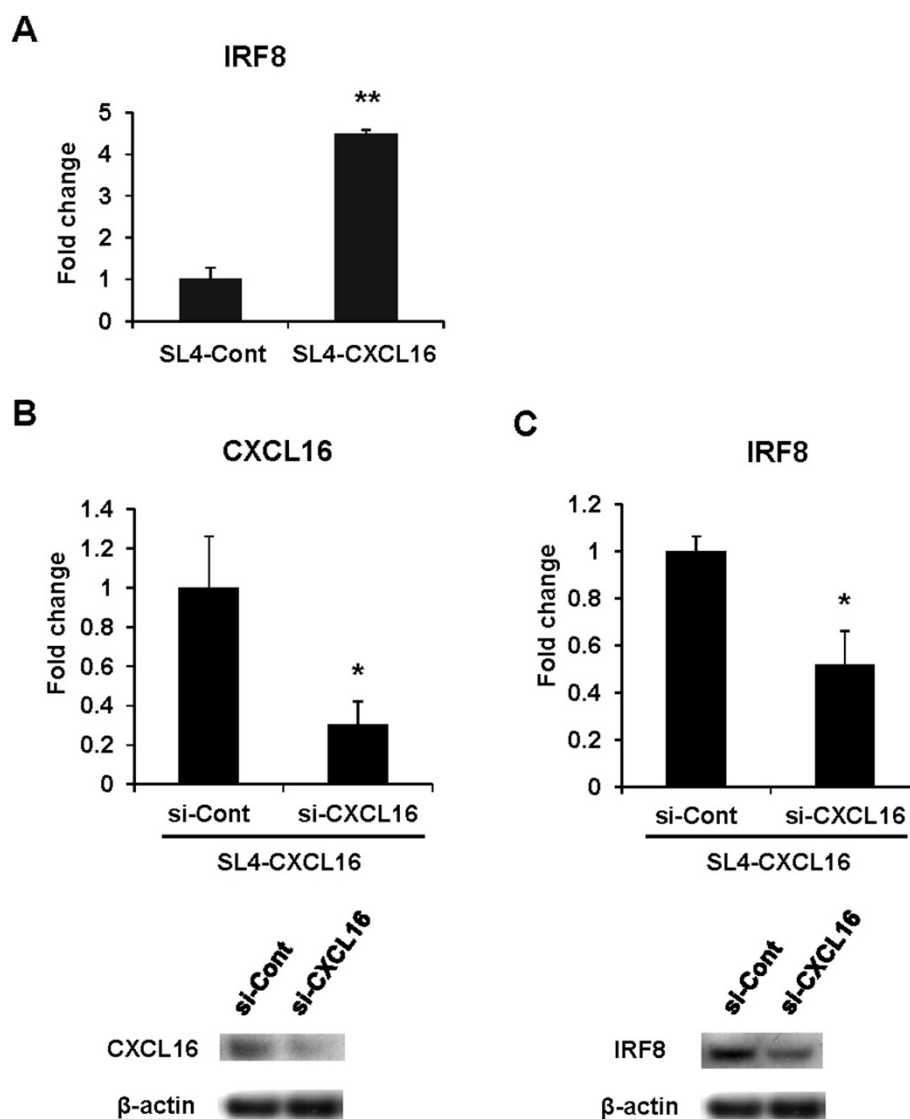 A
IRF8
**
5
4
3
2
1
0
Fold change
SL4-Cont SL4-CXCL16
B
CXCL16
1.4
1.2
1
0.8
0.6
0.4
0.2
0
Fold change
*
si-Cont si-CXCL16
SL4-CXCL16
si-Cont
si-CXCL16
CXCL16
β-actin
C
IRF8
1.2
1
0.8
0.6
0.4
0.2
0
Fold change
*
si-Cont si-CXCL16
SL4-CXCL16
si-Cont
si-CXCL16
IRF8
β-actin